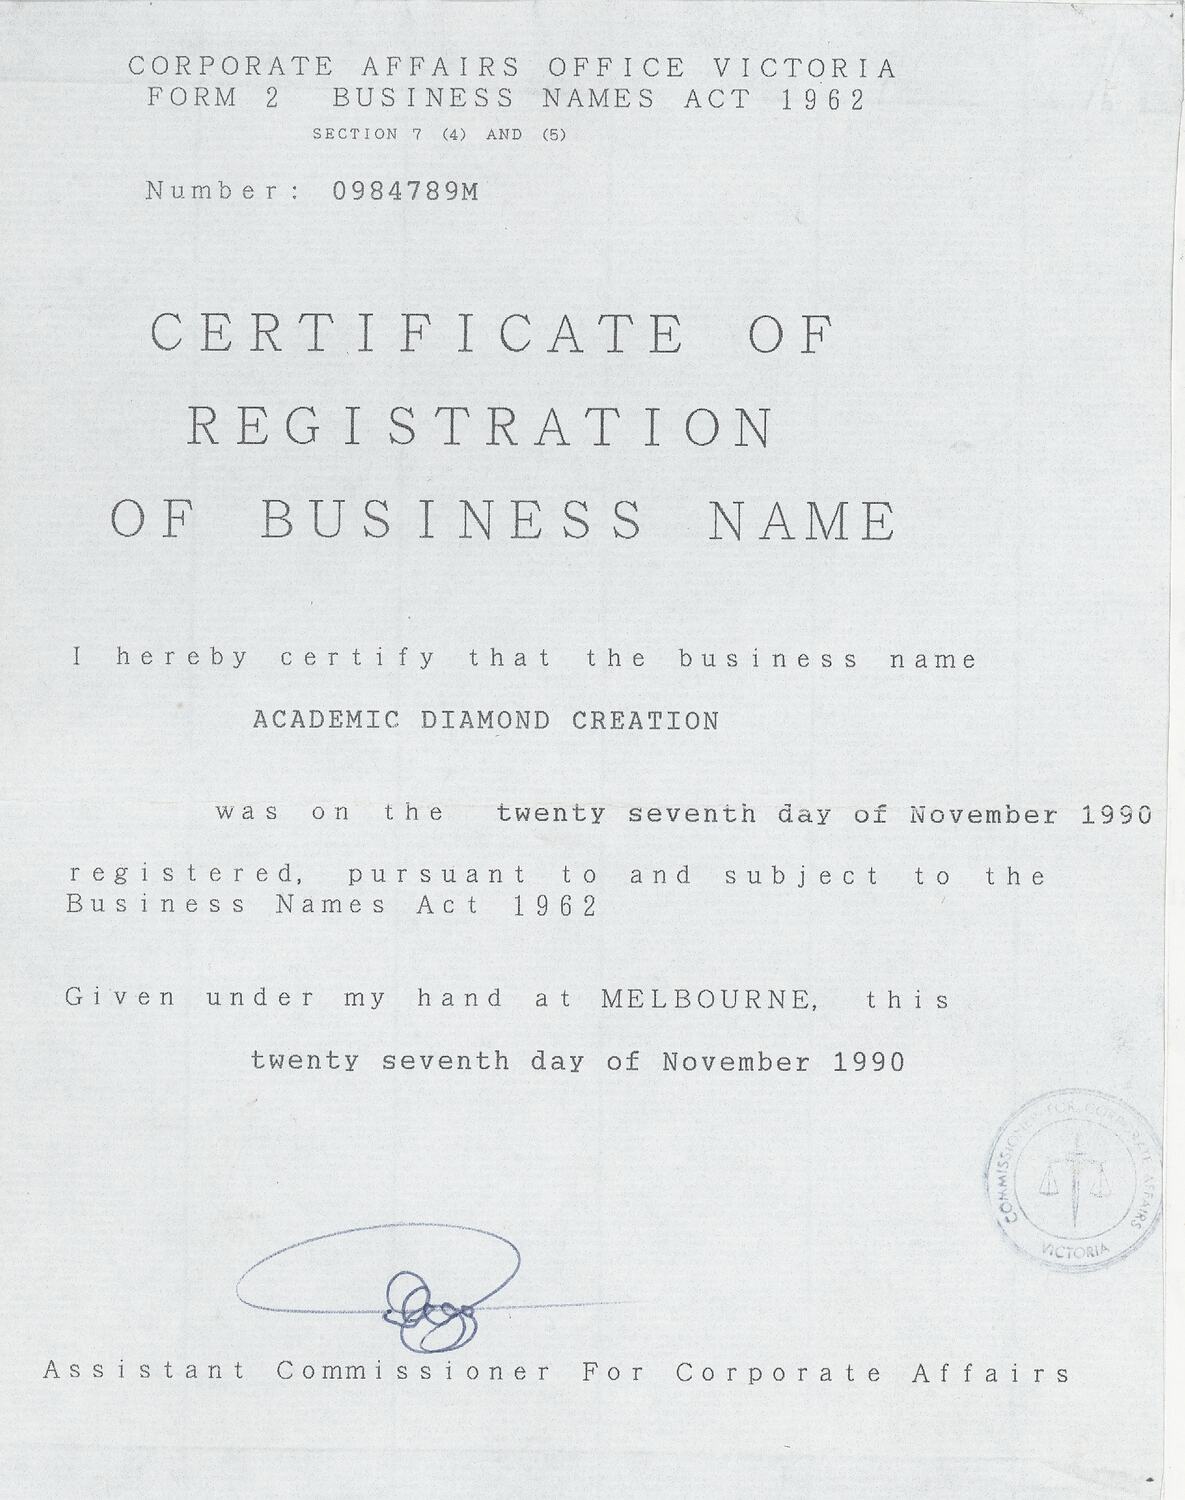 CORPORATE AFFAIRS OFFICE VICTORIA
FORM 2 BUSINESS NAMES ACT 1962
SECTION 7 (4) AND (5)
Number: 0984789M
CERTIFICATE OF
REGISTRATION
OF BUSINESS NAME
I hereby certify that the business name
ACADEMIC DIAMOND CREATION
was on the twenty seventh day of November 1990
registered, pursuant to and subject to the
Business Names Act 1962
Given under my hand at MELBOURNE, this
twenty seventh day of November 1990
COMMISSIONER FOR CORPORATE AFFAIRS
VICTORIA
Assistant Commissioner For Corporate Affairs